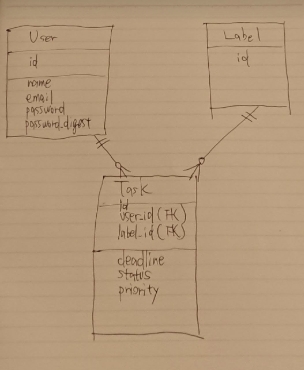 User
id
name
email
password
password_digest
Label
id
Task
id
user_id (FK)
label_id (FK)
deadline
status
priority